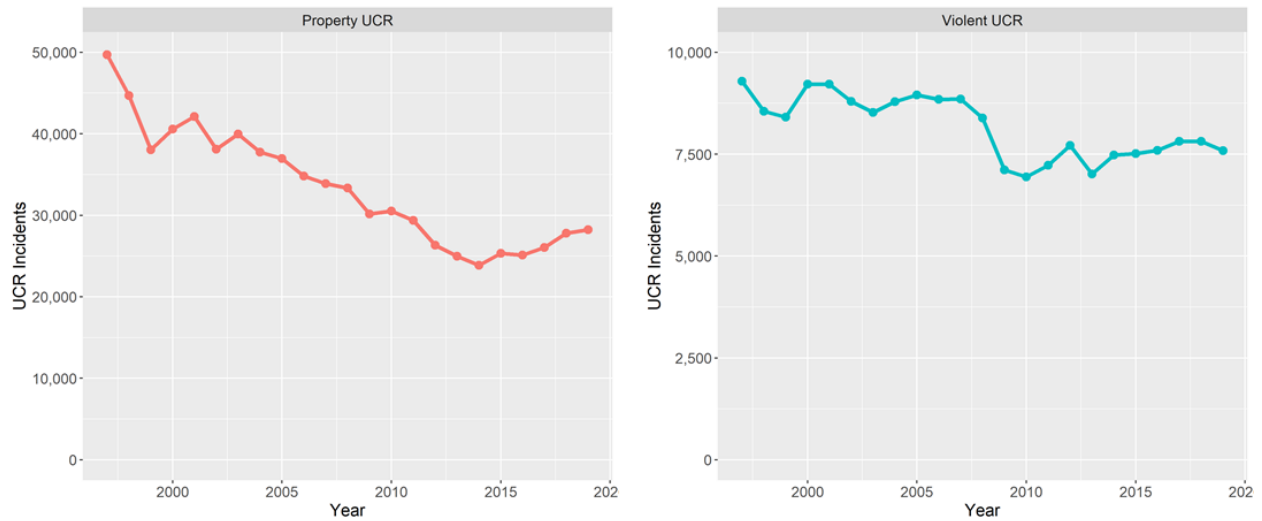 Property UCR
50,000
40,000
30,000
20,000
10,000
0
UCR Incidents
2000 2005 2010 2015 202
Year
Violent UCR
10,000
7,500
5,000
2,500
0
UCR Incidents
2000 2005 2010 2015 202
Year